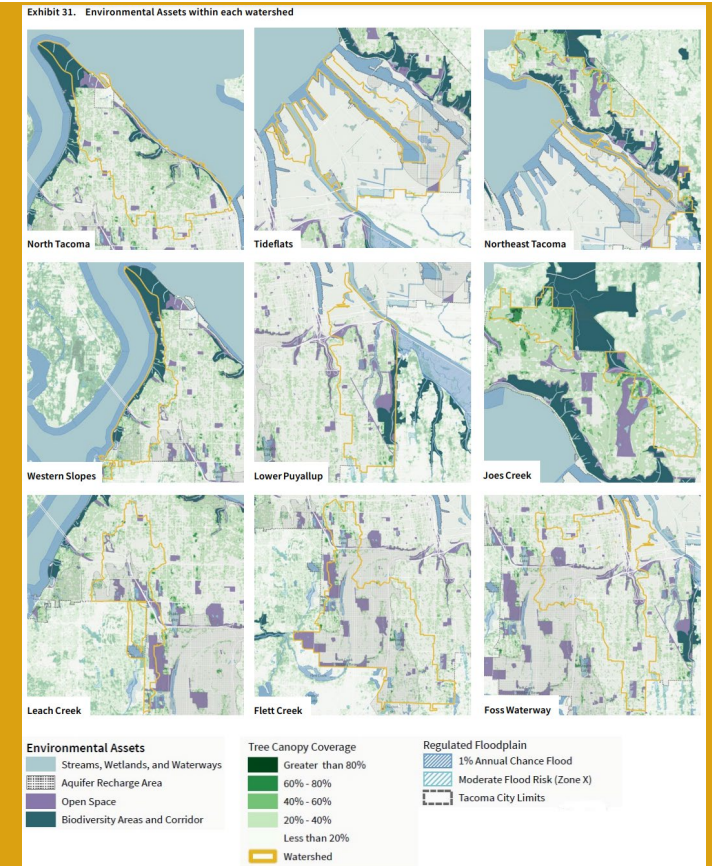 Exhibit 31. Environmental Assets within each watershed
North Tacoma
Tideflats
Northeast Tacoma
Western Slopes
Lower Puyallup
Joes Creek
Leach Creek
Flett Creek
Foss Waterway
Environmental Assets
Streams, Wetlands, and Waterways
Aquifer Recharge Area
Open Space
Biodiversity Areas and Corridor
Tree Canopy Coverage
Greater than 80%
60% - 80%
40% - 60%
20% - 40%
Less than 20%
Watershed
Regulated Floodplain
1% Annual Chance Flood
Moderate Flood Risk (Zone X)
Tacoma City Limits